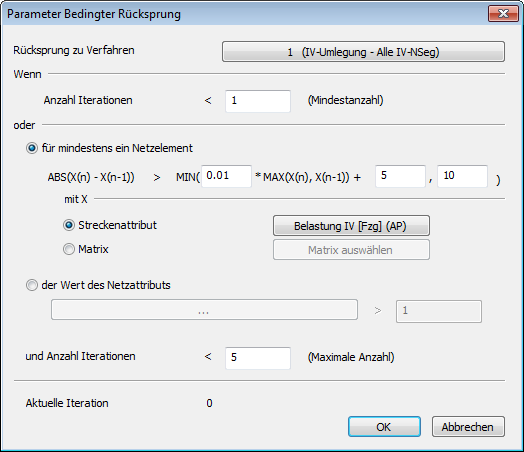 Parameter Bedingter Rücksprung
Rücksprung zu Verfahren 1 (IV-Umlegung - Alle IV-NSeg)
Wenn
Anzahl Iterationen < 1 (Mindestanzahl)
oder
für mindestens ein Netzelement
ABS(X(n) - X(n-1)) > MIN( 0.01 * MAX(X(n), X(n-1)) + 5 , 10 )
mit X
Streckenattribut Belastung IV [Fzg] (AP)
Matrix Matrix auswählen
der Wert des Netzattributs
... > 1
und Anzahl Iterationen < 5 (Maximale Anzahl)
Aktuelle Iteration 0
OK Abbrechen